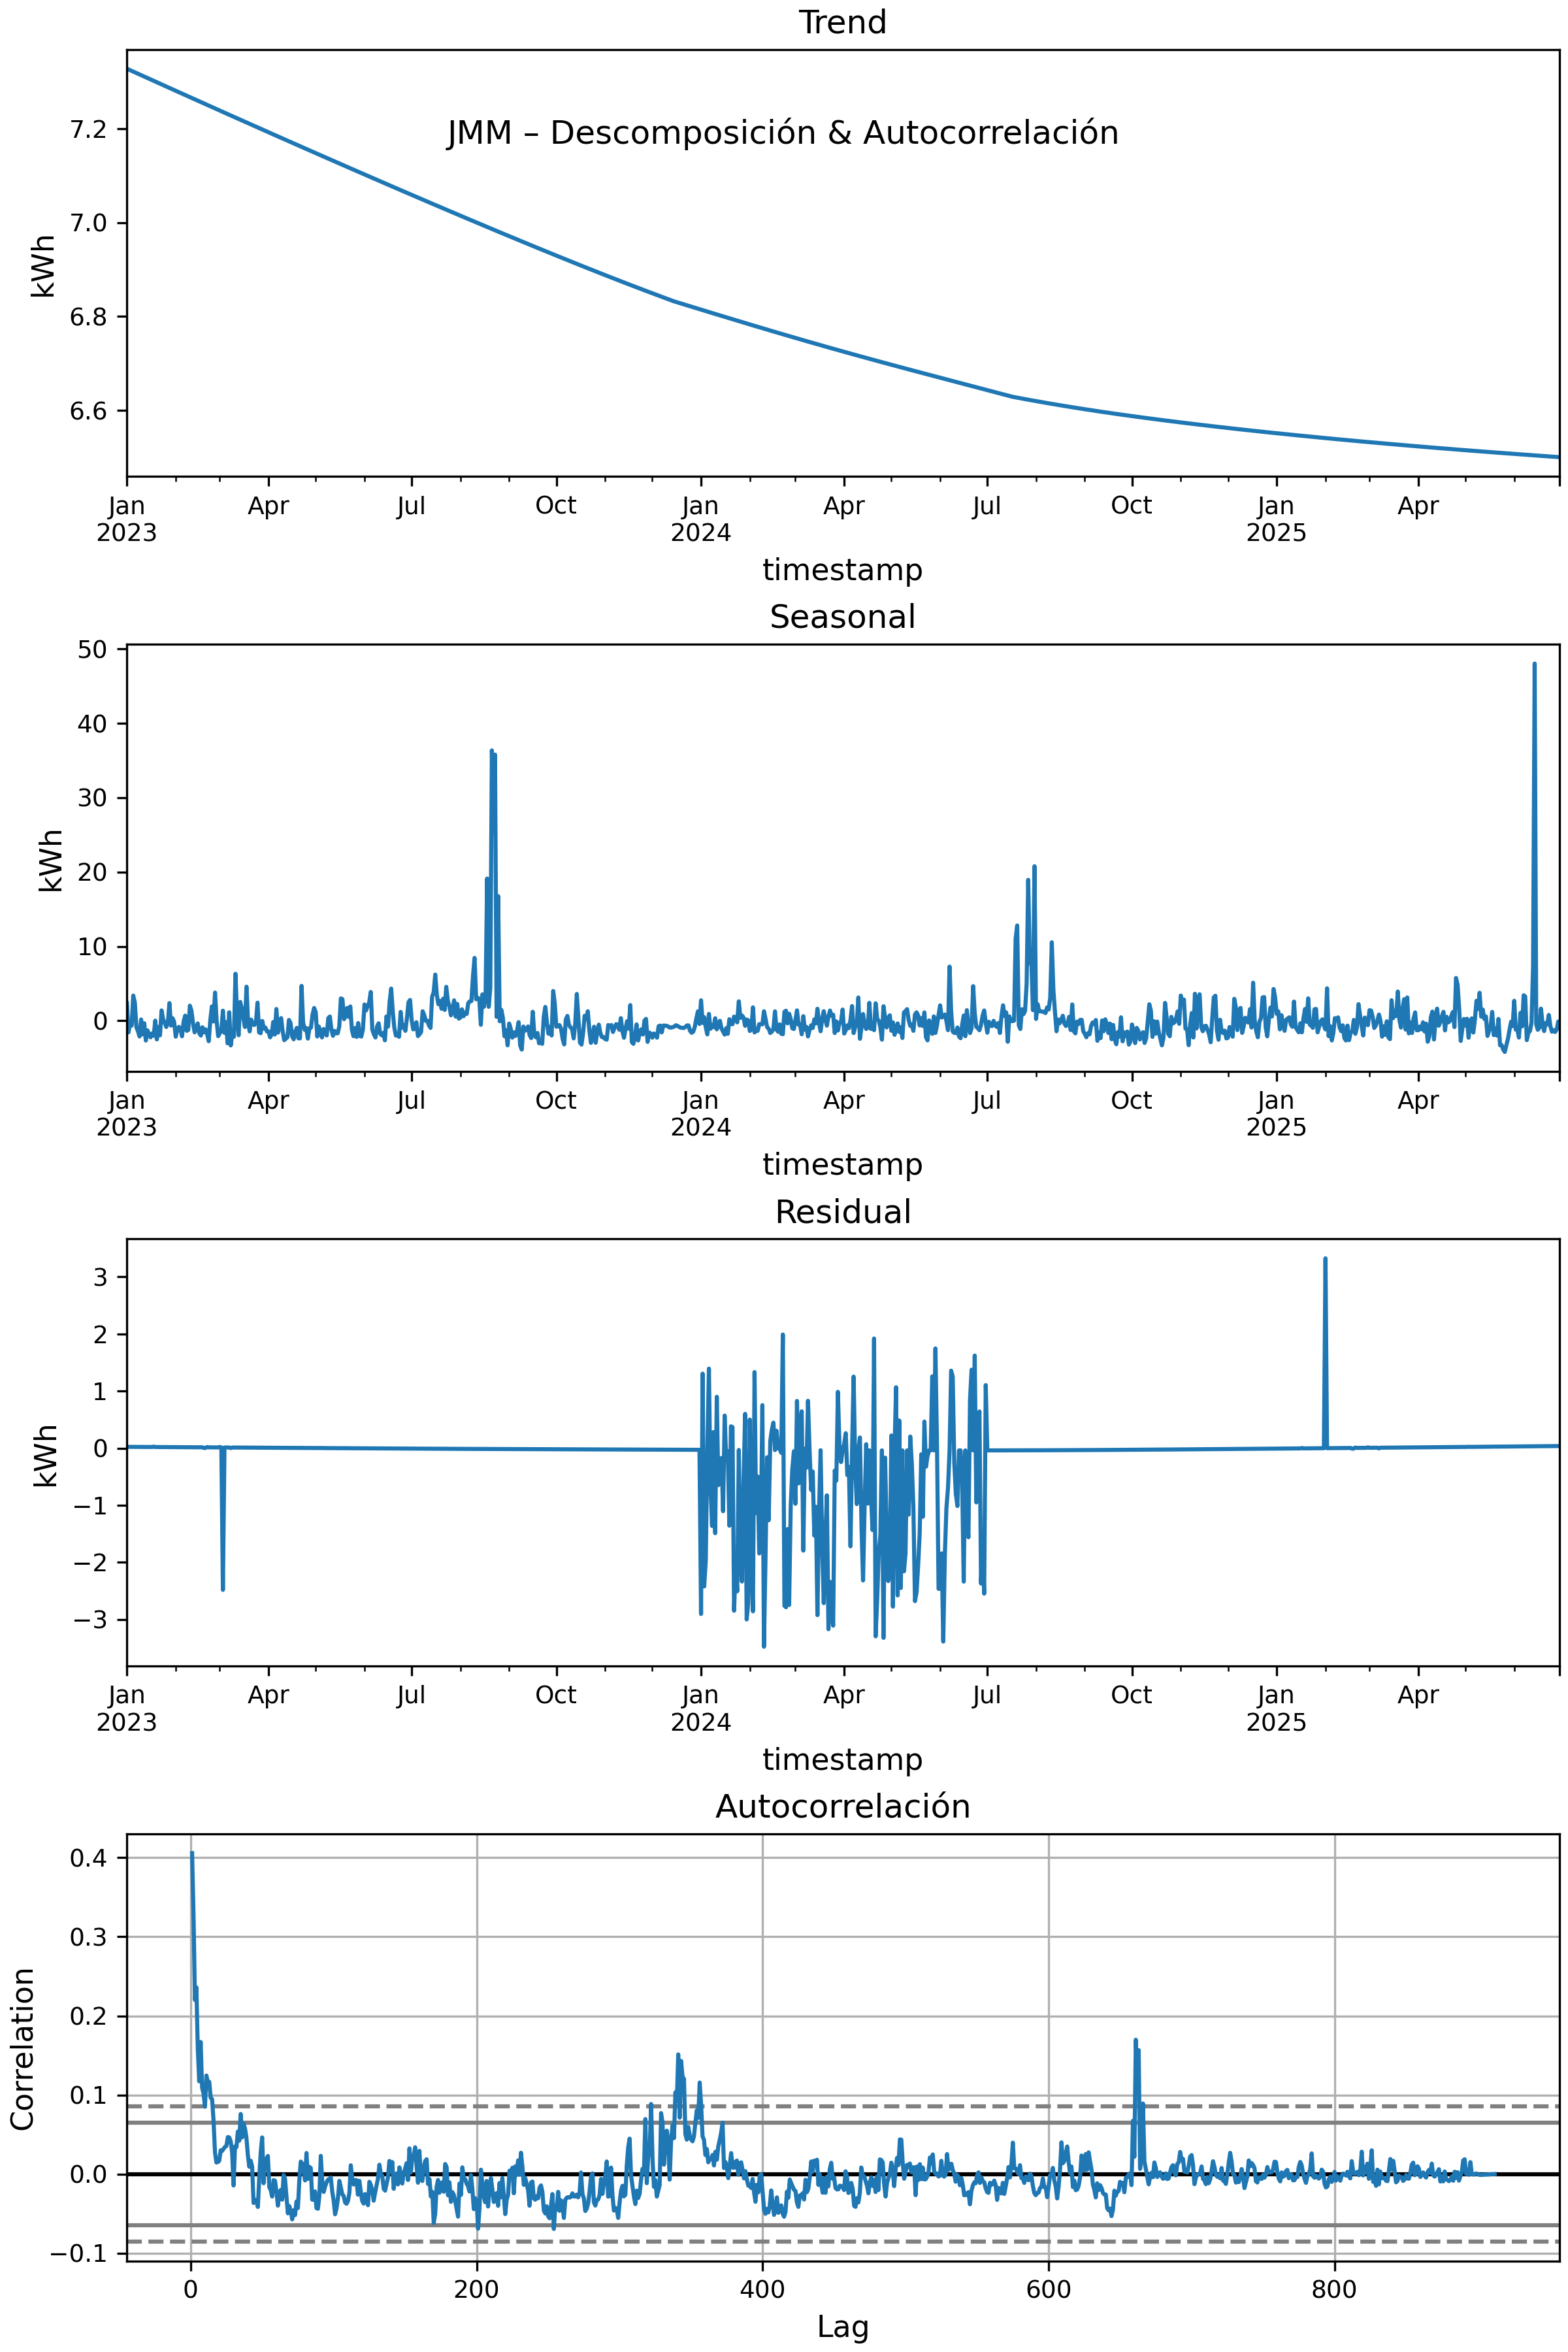 Trend
JMM – Descomposición & Autocorrelación
kWh
7.2
7.0
6.8
6.6
Jan Apr Jul Oct Jan Apr Jul Oct Jan Apr
2023 2024 2025
timestamp
Seasonal
kWh
50
40
30
20
10
0
Jan Apr Jul Oct Jan Apr Jul Oct Jan Apr
2023 2024 2025
timestamp
Residual
kWh
3
2
1
0
−1
−2
−3
Jan Apr Jul Oct Jan Apr Jul Oct Jan Apr
2023 2024 2025
timestamp
Autocorrelación
Correlation
0.4
0.3
0.2
0.1
0.0
−0.1
0 200 400 600 800
Lag